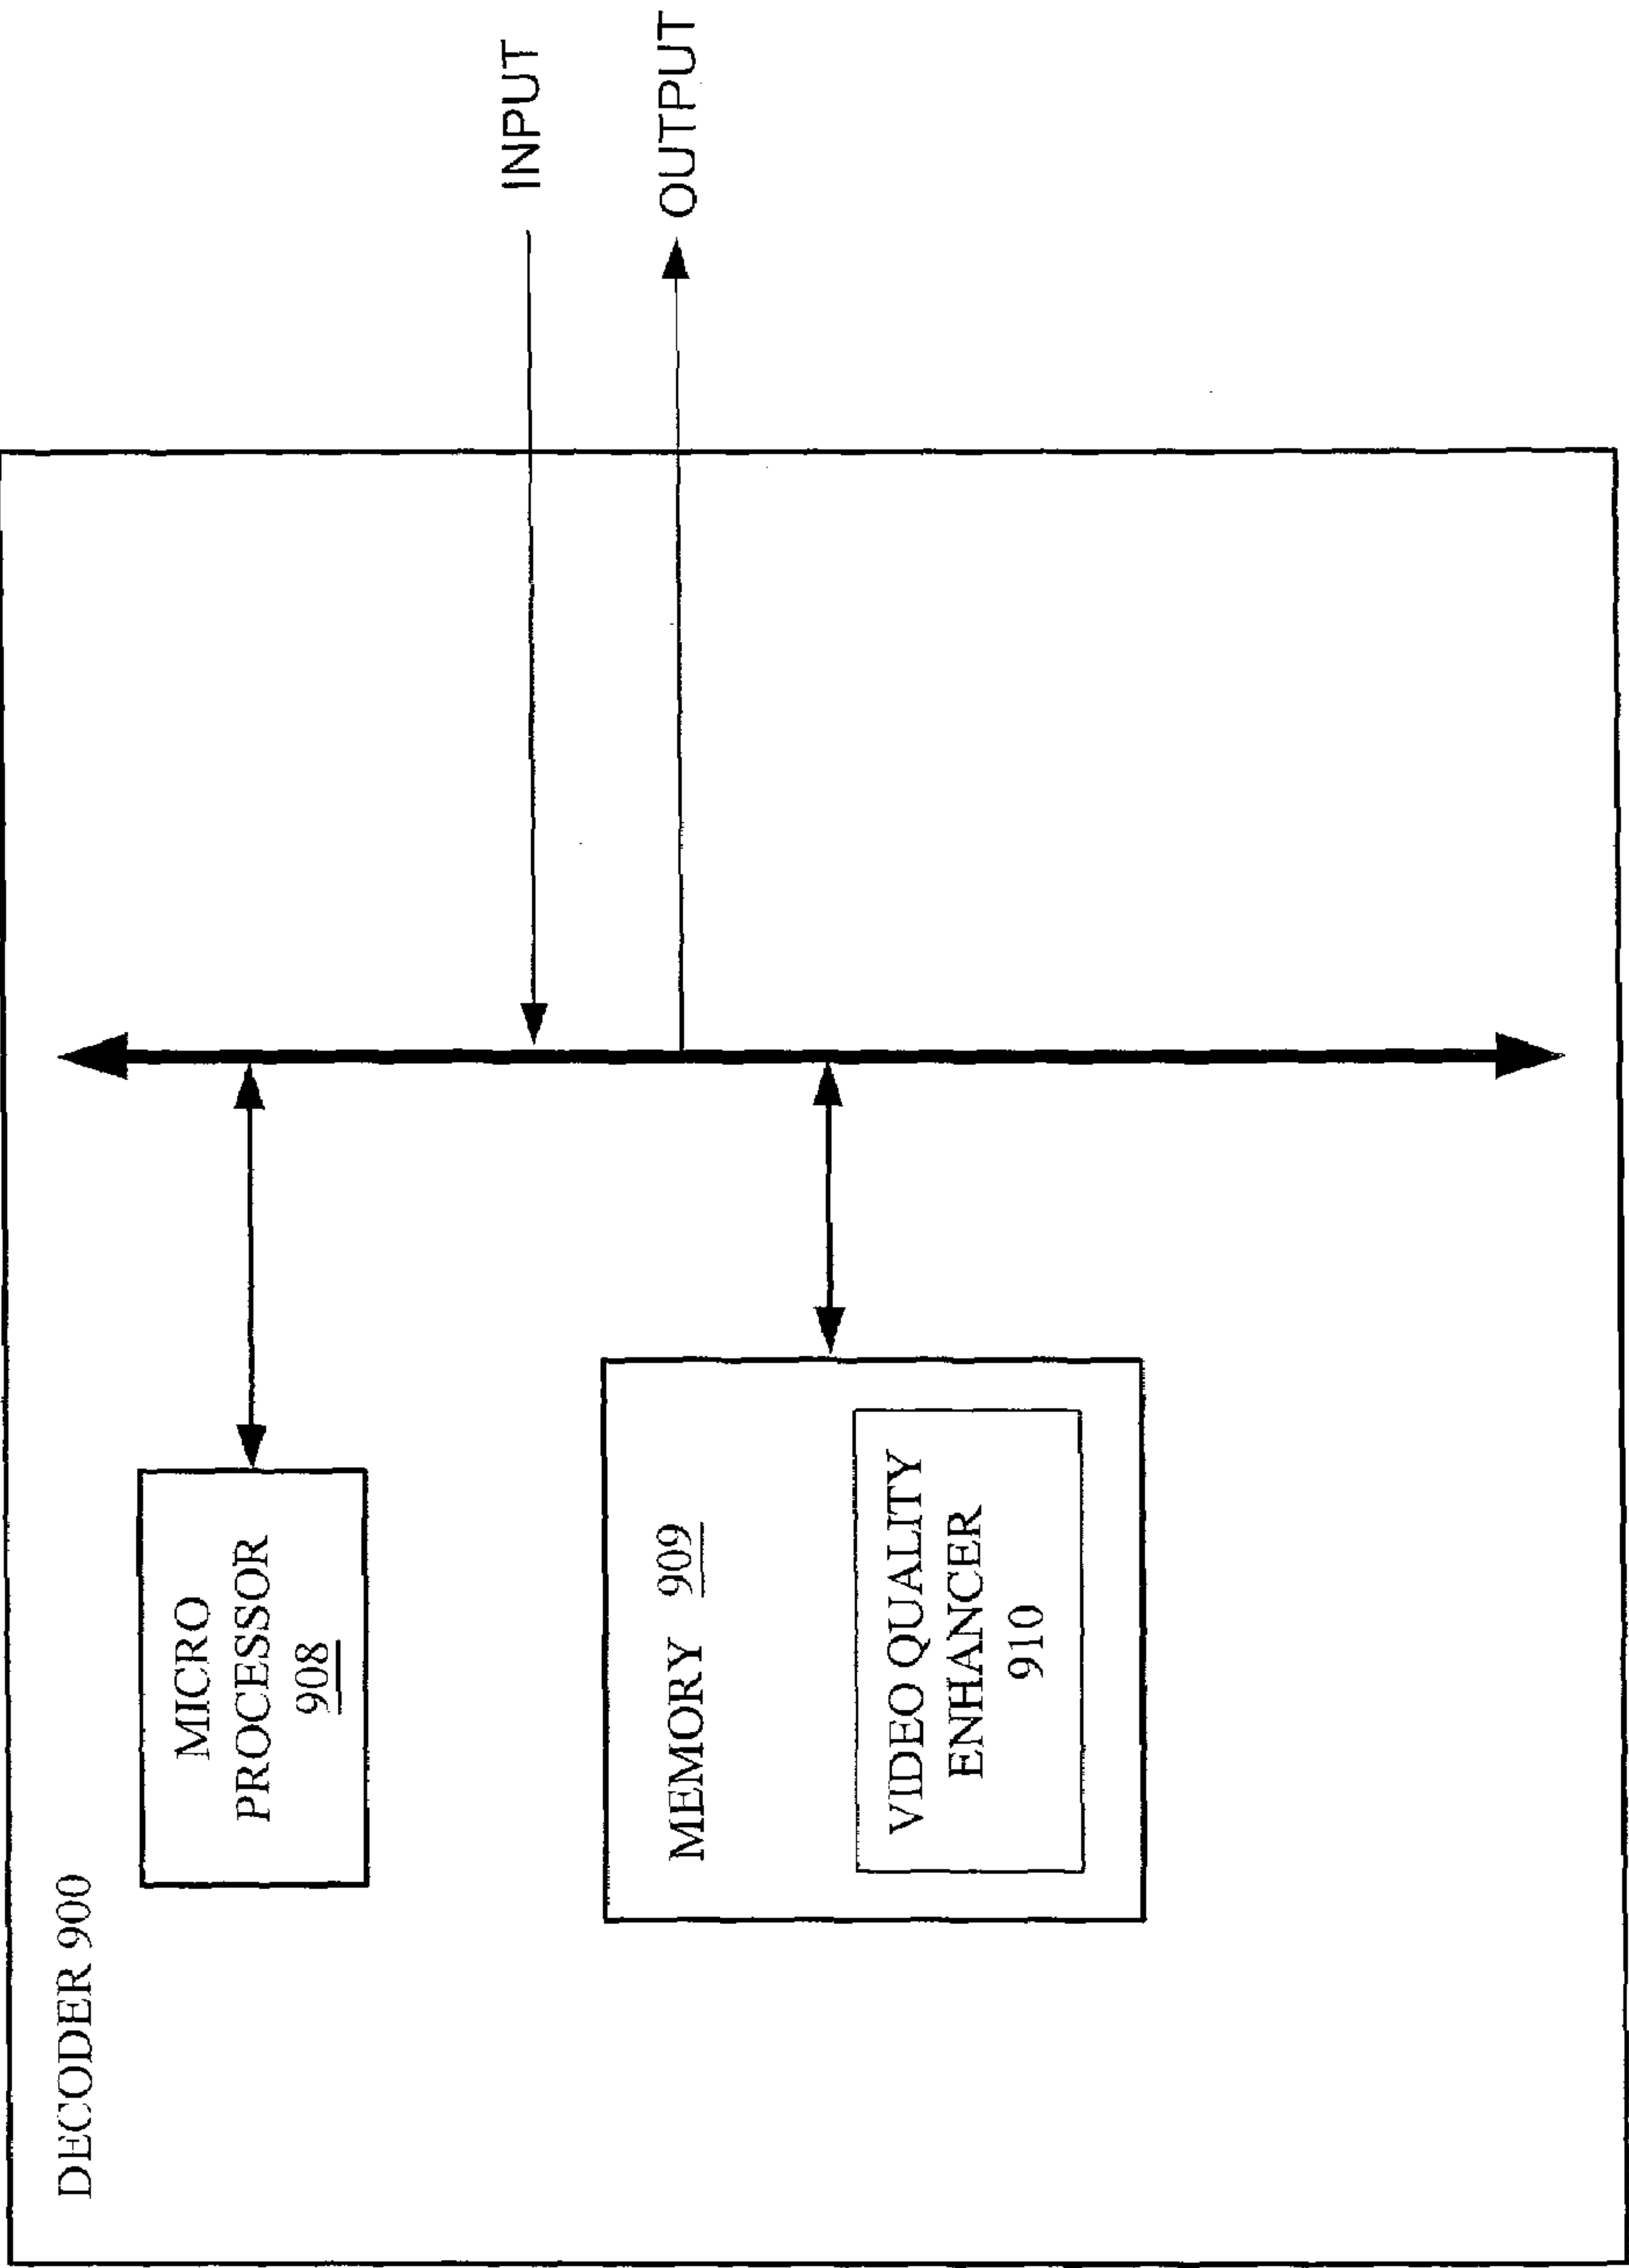 DECODER 900
MICRO
PROCESSOR
908
INPUT
OUTPUT
MEMORY 909
VIDEO QUALITY
ENHANCER
910